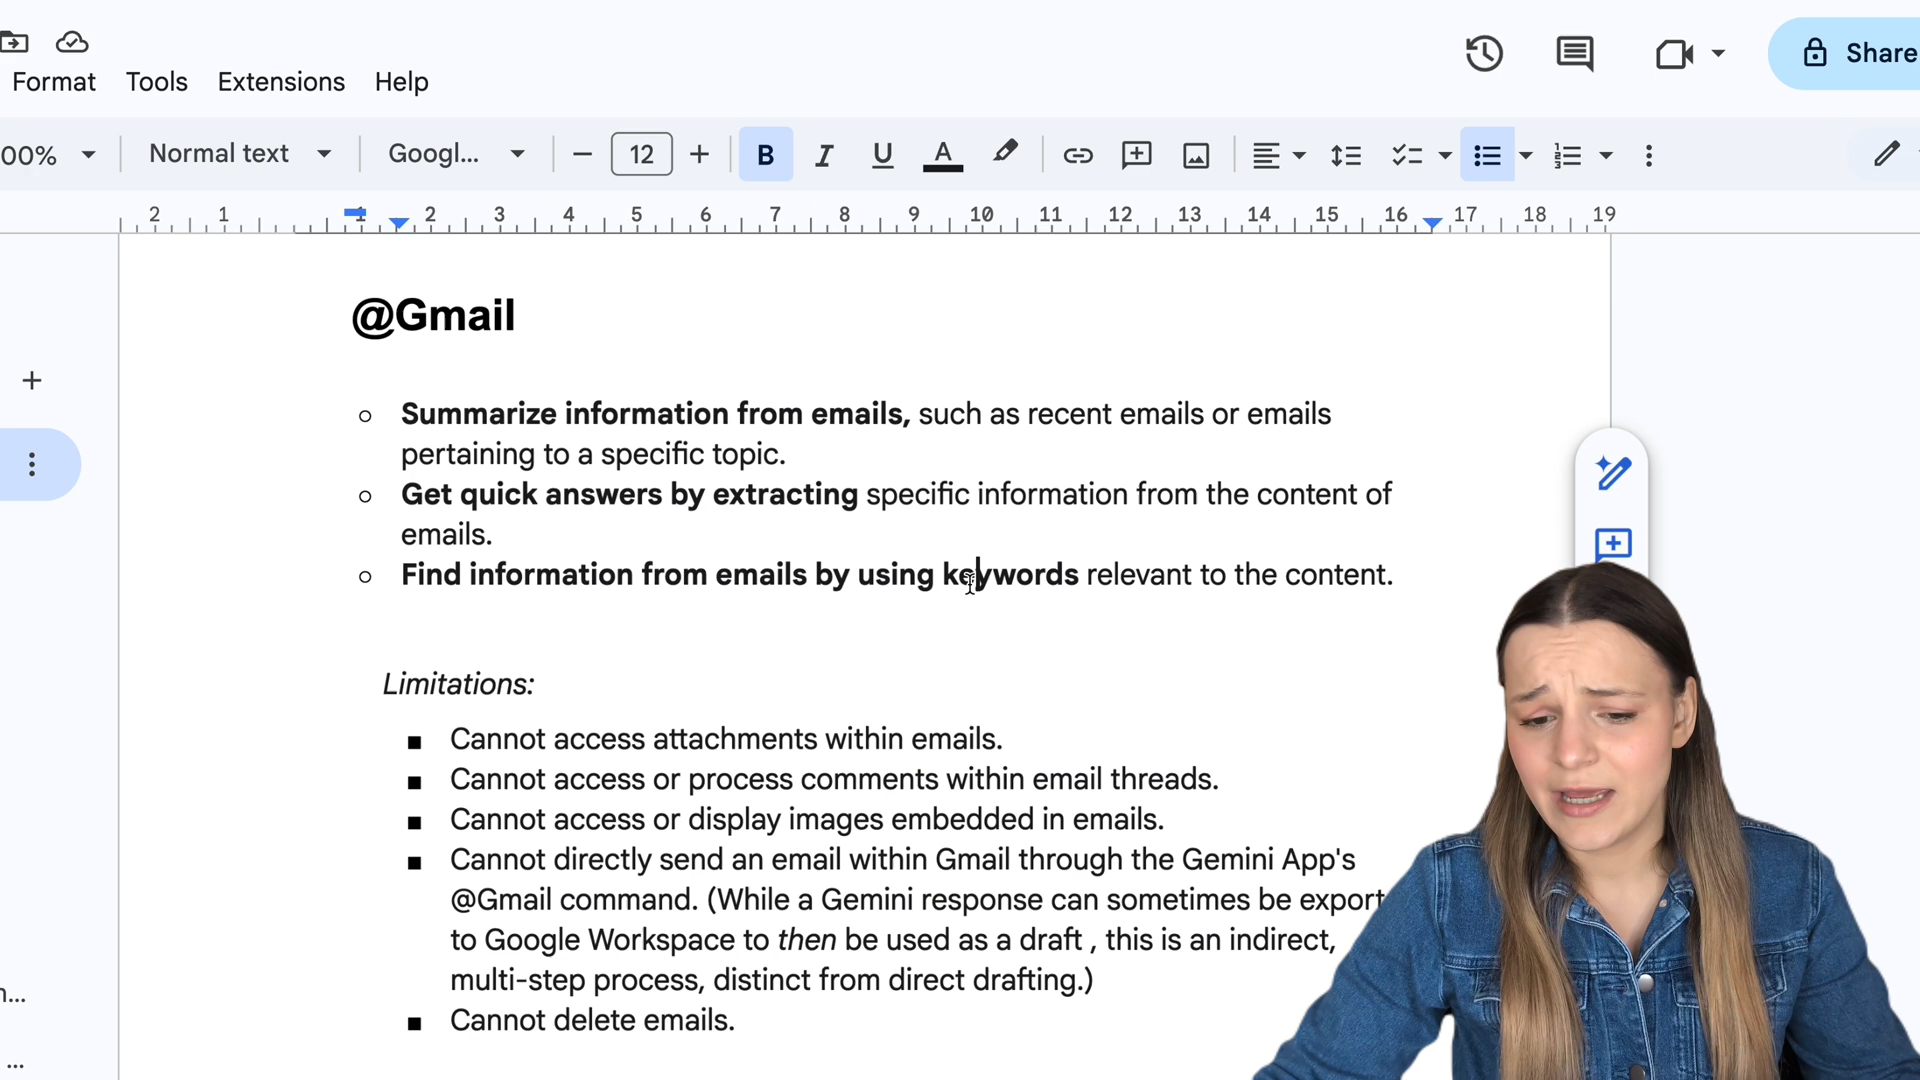 Format Tools Extensions Help
Share
00% Normal text Googl... 12 B I U A
2 1 1 2 3 4 5 6 7 8 9 10 11 12 13 14 15 16 17 18 19
@Gmail
Summarize information from emails, such as recent emails or emails
pertaining to a specific topic.
Get quick answers by extracting specific information from the content of
emails.
Find information from emails by using keywords relevant to the content.
Limitations:
Cannot access attachments within emails.
Cannot access or process comments within email threads.
Cannot access or display images embedded in emails.
Cannot directly send an email within Gmail through the Gemini App's
@Gmail command. (While a Gemini response can sometimes be export
to Google Workspace to then be used as a draft , this is an indirect,
multi-step process, distinct from direct drafting.)
n...
Cannot delete emails.
...